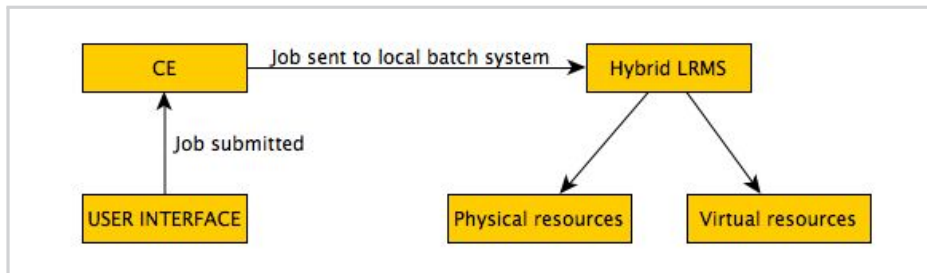 CE
Job sent to local batch system
Hybrid LRMS
Job submitted
USER INTERFACE
Physical resources
Virtual resources